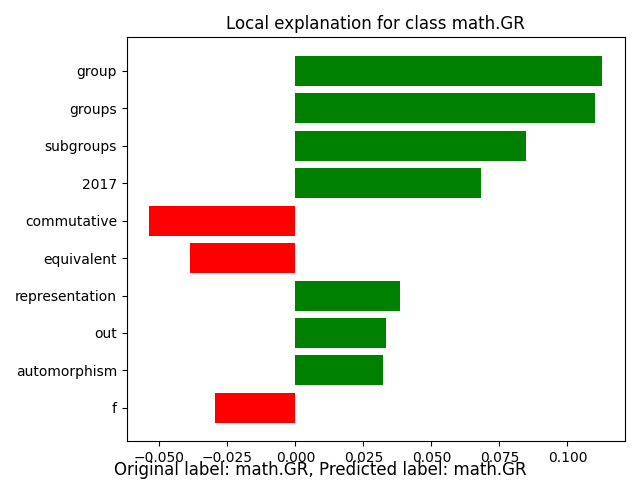 Local explanation for class math.GR
group
groups
subgroups
2017
commutative
equivalent
representation
out
automorphism
f
−0.050 −0.025 0.000 0.025 0.050 0.075 0.100
Original label: math.GR, Predicted label: math.GR